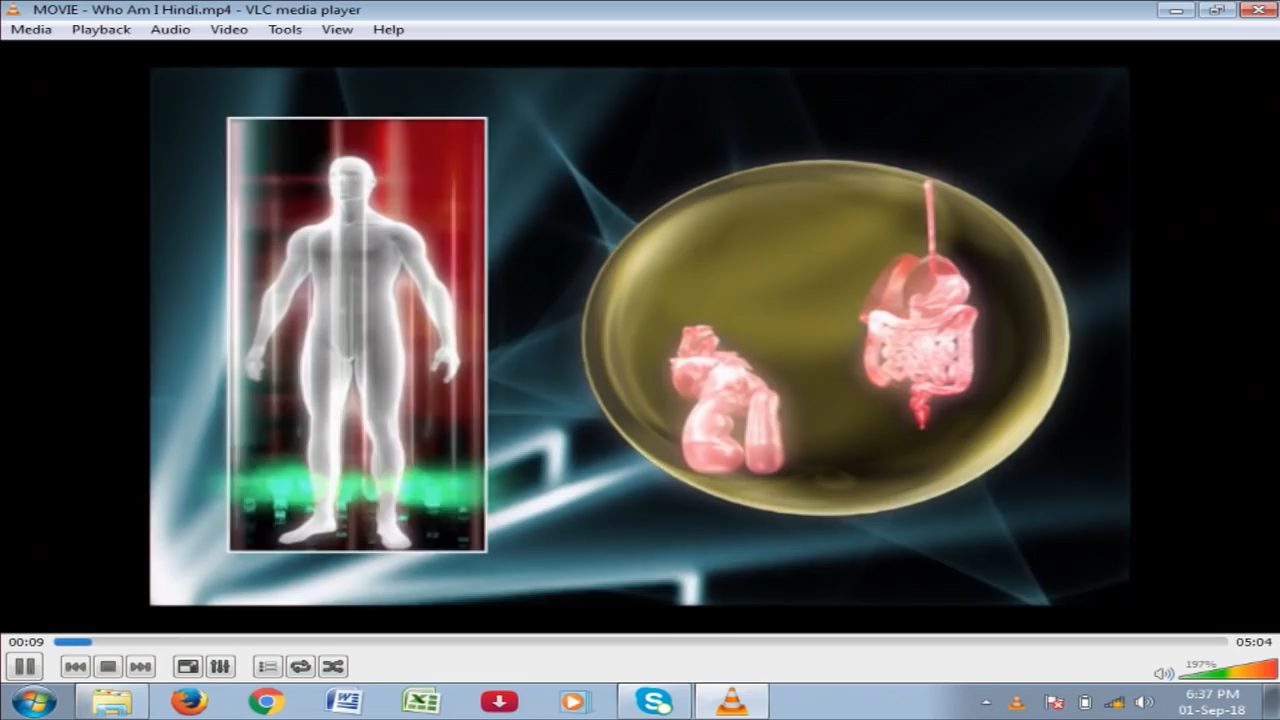 MOVIE - Who Am I Hindi.mp4 - VLC media player
Media Playback Audio Video Tools View Help
00:09 05:04
197%
6:37 PM
01-Sep-18